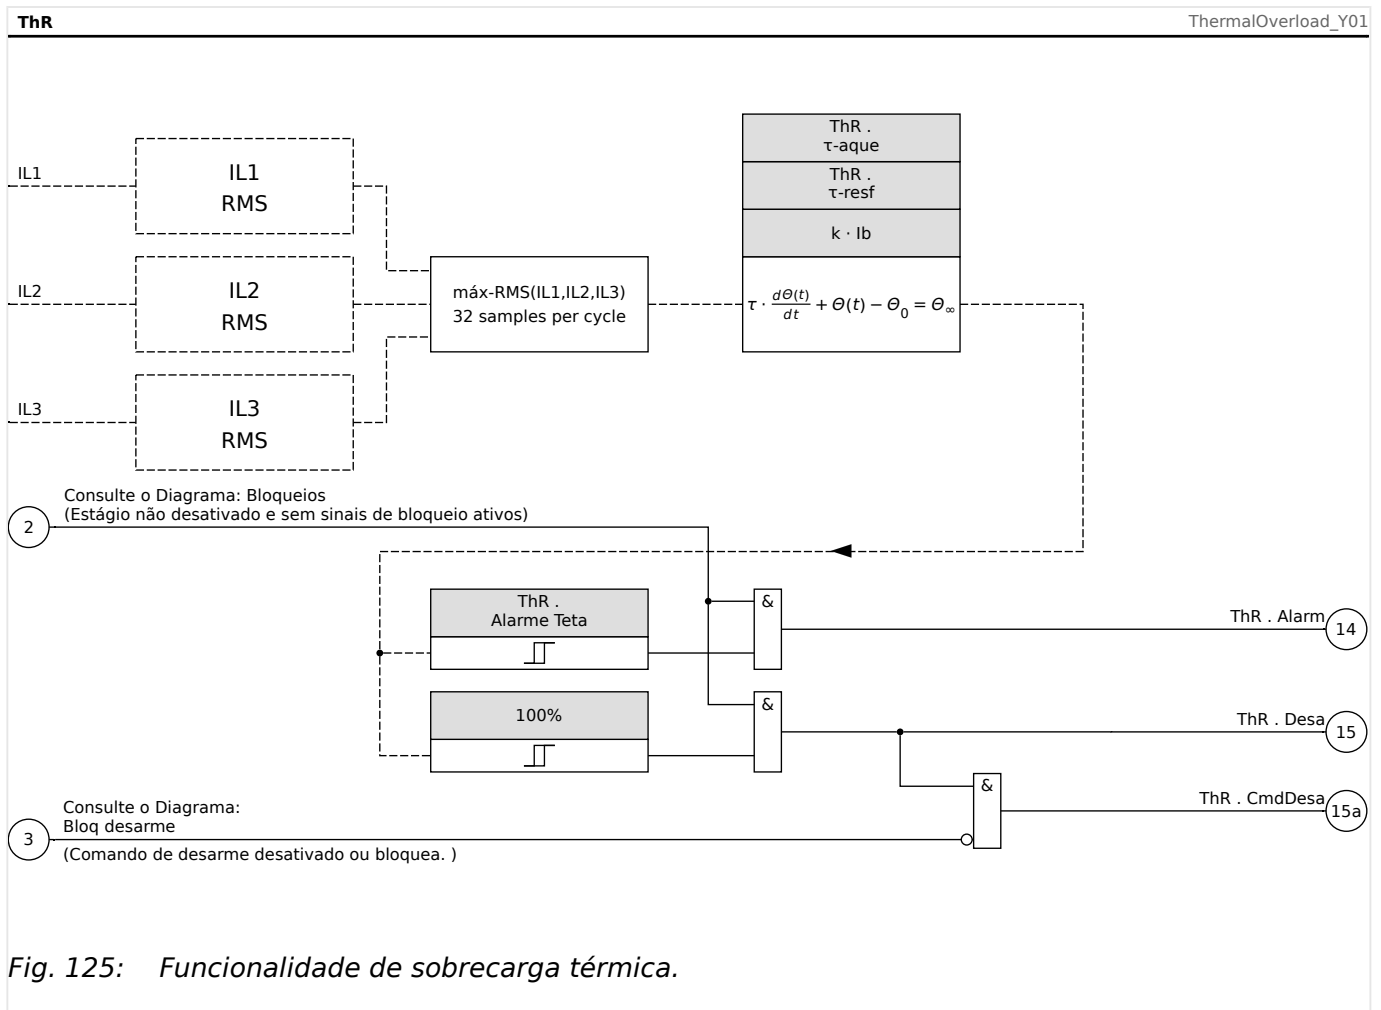 ThR
ThermalOverload_Y01
ThR .
τ-aque
ThR .
τ-resf
k · Ib
τ · dΘ(t)/dt + Θ(t) − Θ₀ = Θ∞
IL1
IL1
RMS
IL2
IL2
RMS
máx-RMS(IL1,IL2,IL3)
32 samples per cycle
IL3
IL3
RMS
2
Consulte o Diagrama: Bloqueios
(Estágio não desativado e sem sinais de bloqueio ativos)
ThR .
Alarme Teta
&
ThR . Alarm
14
100%
&
ThR . Desa
15
&
ThR . CmdDesa
15a
3
Consulte o Diagrama:
Bloq desarme
(Comando de desarme desativado ou bloquea. )
Fig. 125: Funcionalidade de sobrecarga térmica.